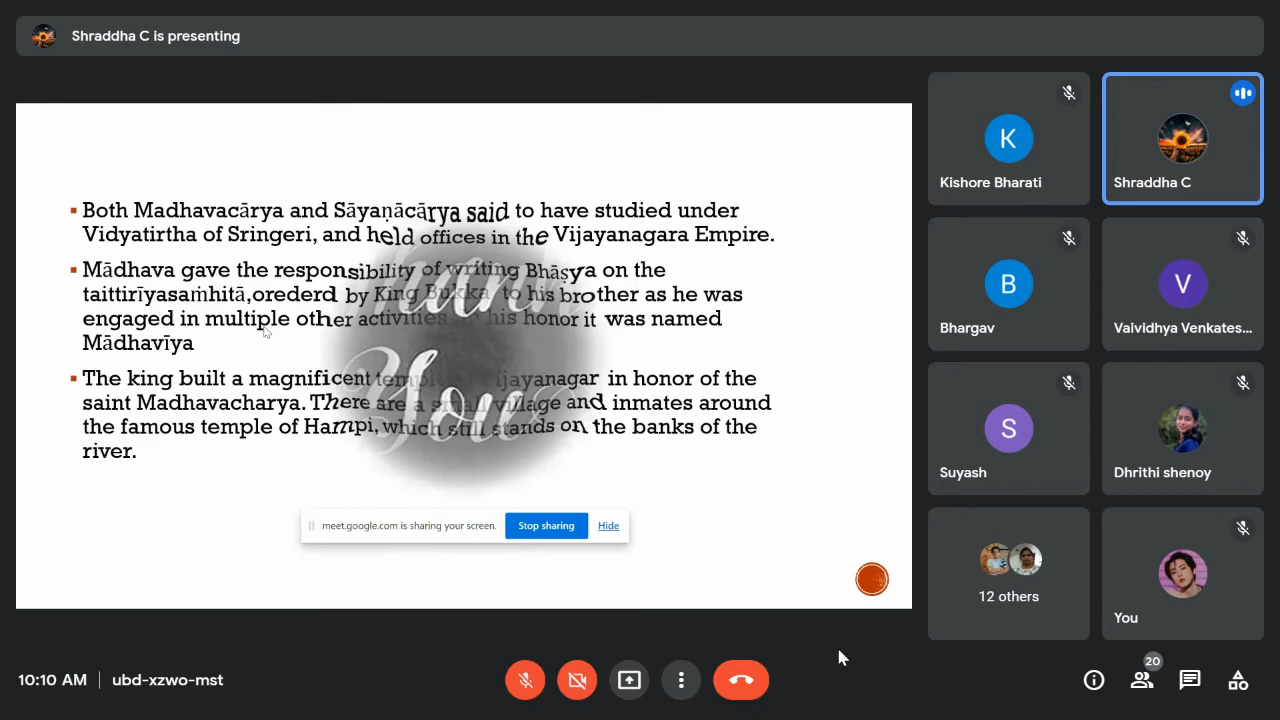 Shraddha C is presenting
Both Madhavacārya and Sāyaṇācārya said to have studied under
Vidyatirtha of Sringeri, and held offices in the Vijayanagara Empire.
Mādhava gave the responsibility of writing Bhāṣya on the
taittirīyasaṁhitā,orederd by King Bukka to his brother as he was
engaged in multiple other activities his honor it was named
Mādhavīya
The king built a magnificent in honor of the
saint Madhavacharya. There are a small village and inmates around
the famous temple of Hampi, which still stands on the banks of the
river.
meet.google.com is sharing your screen.
Stop sharing
Hide
K
Kishore Bharati
Shraddha C
B
Bhargav
V
Vaividhya Venkates...
S
Suyash
Dhrithi shenoy
12 others
You
10:10 AM | ubd-xzwo-mst
20